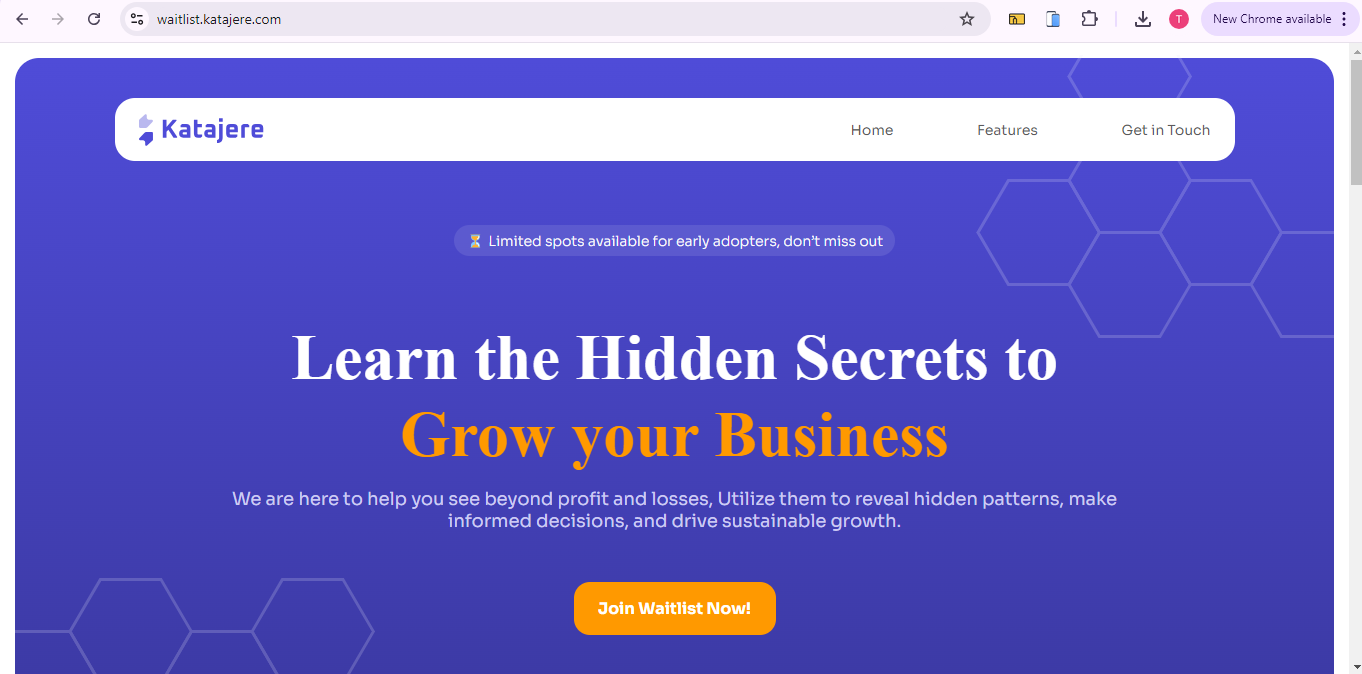 waitlist.katajere.com
T
New Chrome available
Katajere
Home
Features
Get in Touch
⏳ Limited spots available for early adopters, don’t miss out
Learn the Hidden Secrets to
Grow your Business
We are here to help you see beyond profit and losses, Utilize them to reveal hidden patterns, make
informed decisions, and drive sustainable growth.
Join Waitlist Now!